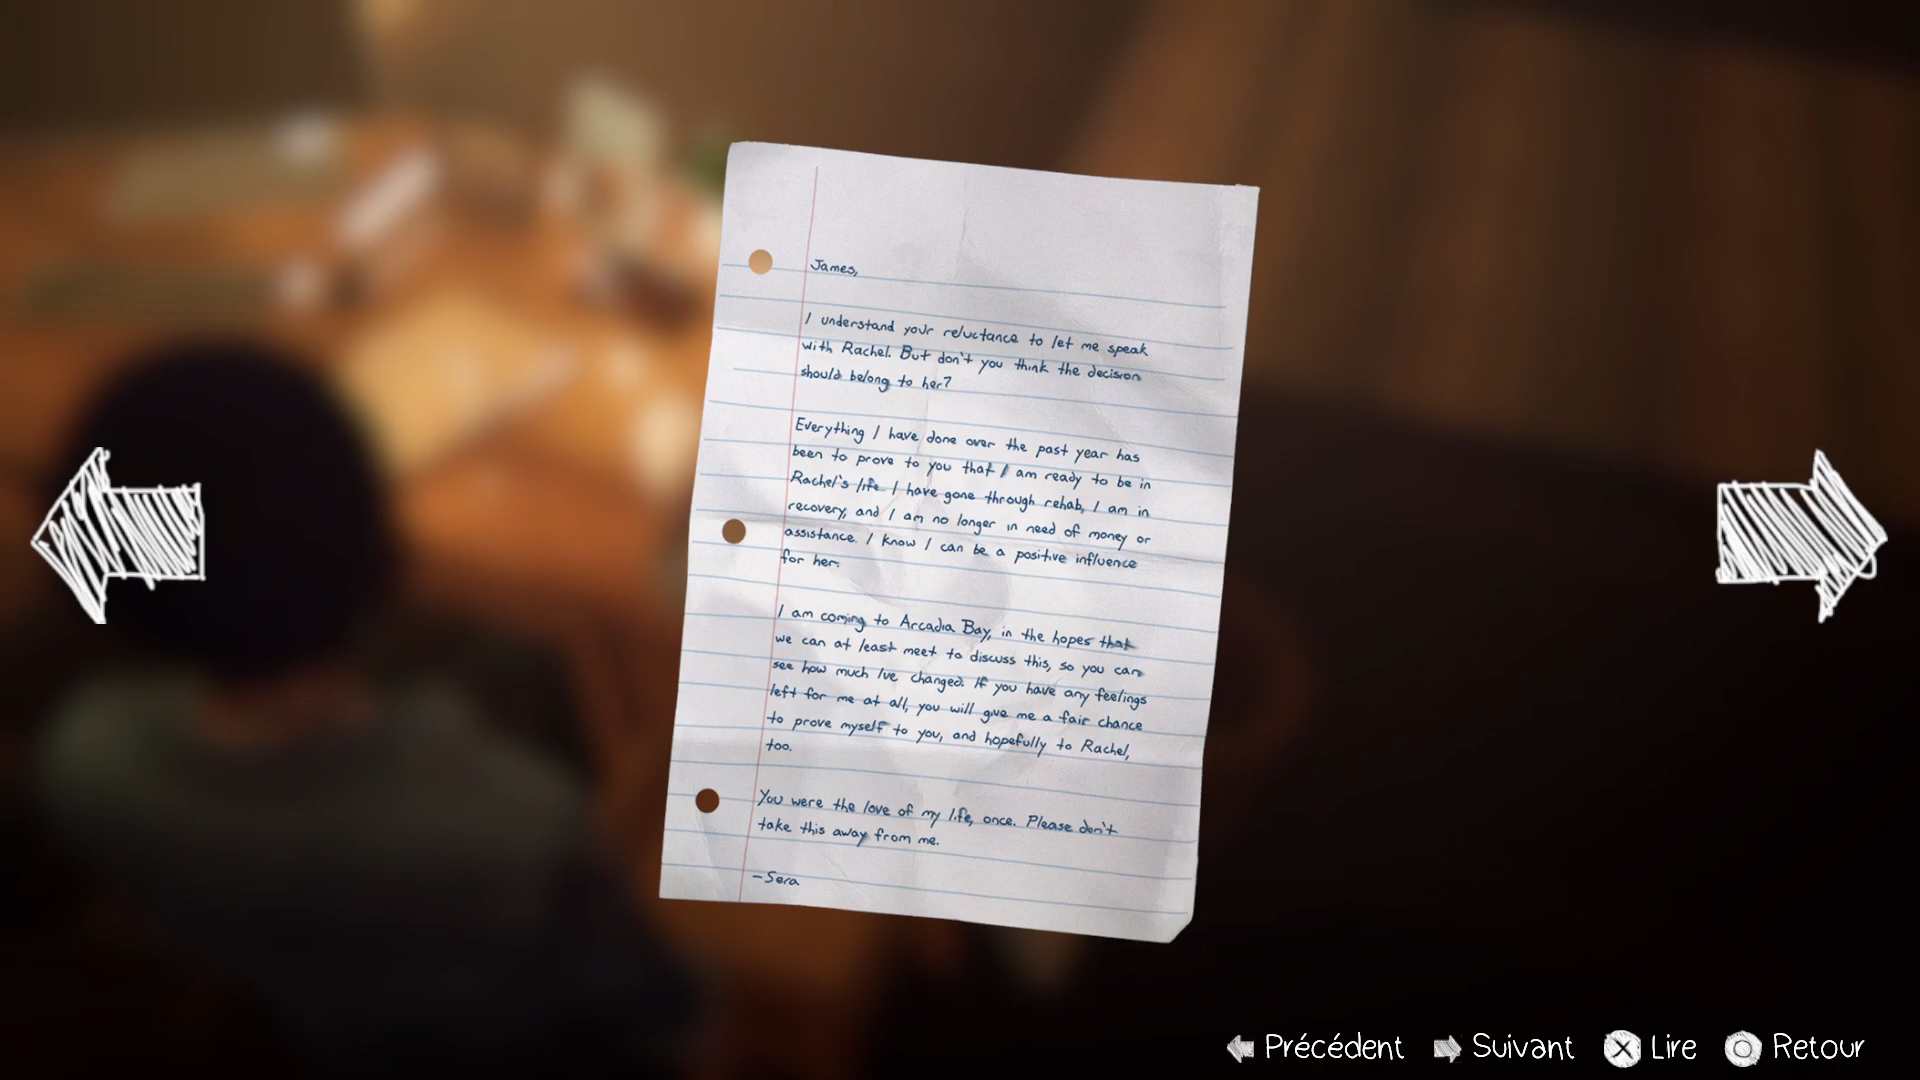 James,
I understand your reluctance to let me speak
with Rachel. But don't you think the decision
should belong to her?
Everything I have done over the past year has
been to prove to you that I am ready to be in
Rachel's life. I have gone through rehab, I am in
recovery, and I am no longer in need of money or
assistance. I know I can be a positive influence
for her.
I am coming to Arcadia Bay, in the hopes that
we can at least meet to discuss this, so you can
see how much I've changed. If you have any feelings
left for me at all, you will give me a fair chance
to prove myself to you, and hopefully to Rachel,
too.
You were the love of my life, once. Please don't
take this away from me.
-Sera
Précédent Suivant Lire Retour